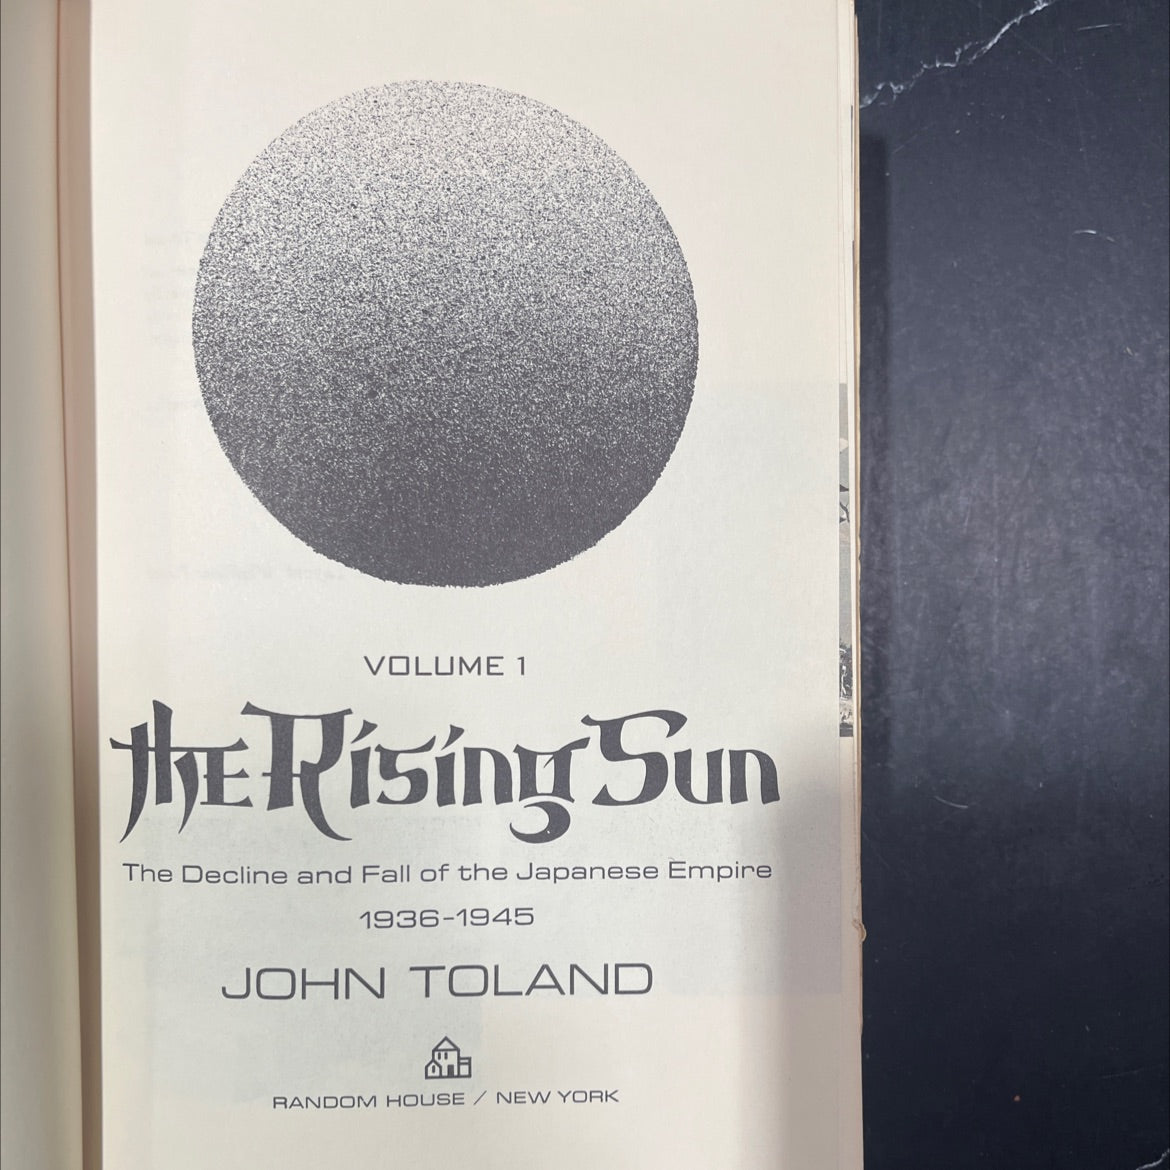 VOLUME 1
the Rising Sun
The Decline and Fall of the Japanese Empire
1936-1945
JOHN TOLAND
RANDOM HOUSE / NEW YORK